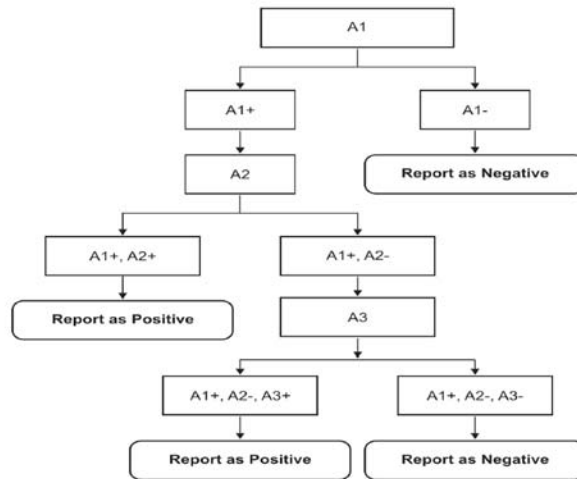 A1
A1+
A1-
A2
Report as Negative
A1+, A2+
A1+, A2-
Report as Positive
A3
A1+, A2-, A3+
A1+, A2-, A3-
Report as Positive
Report as Negative